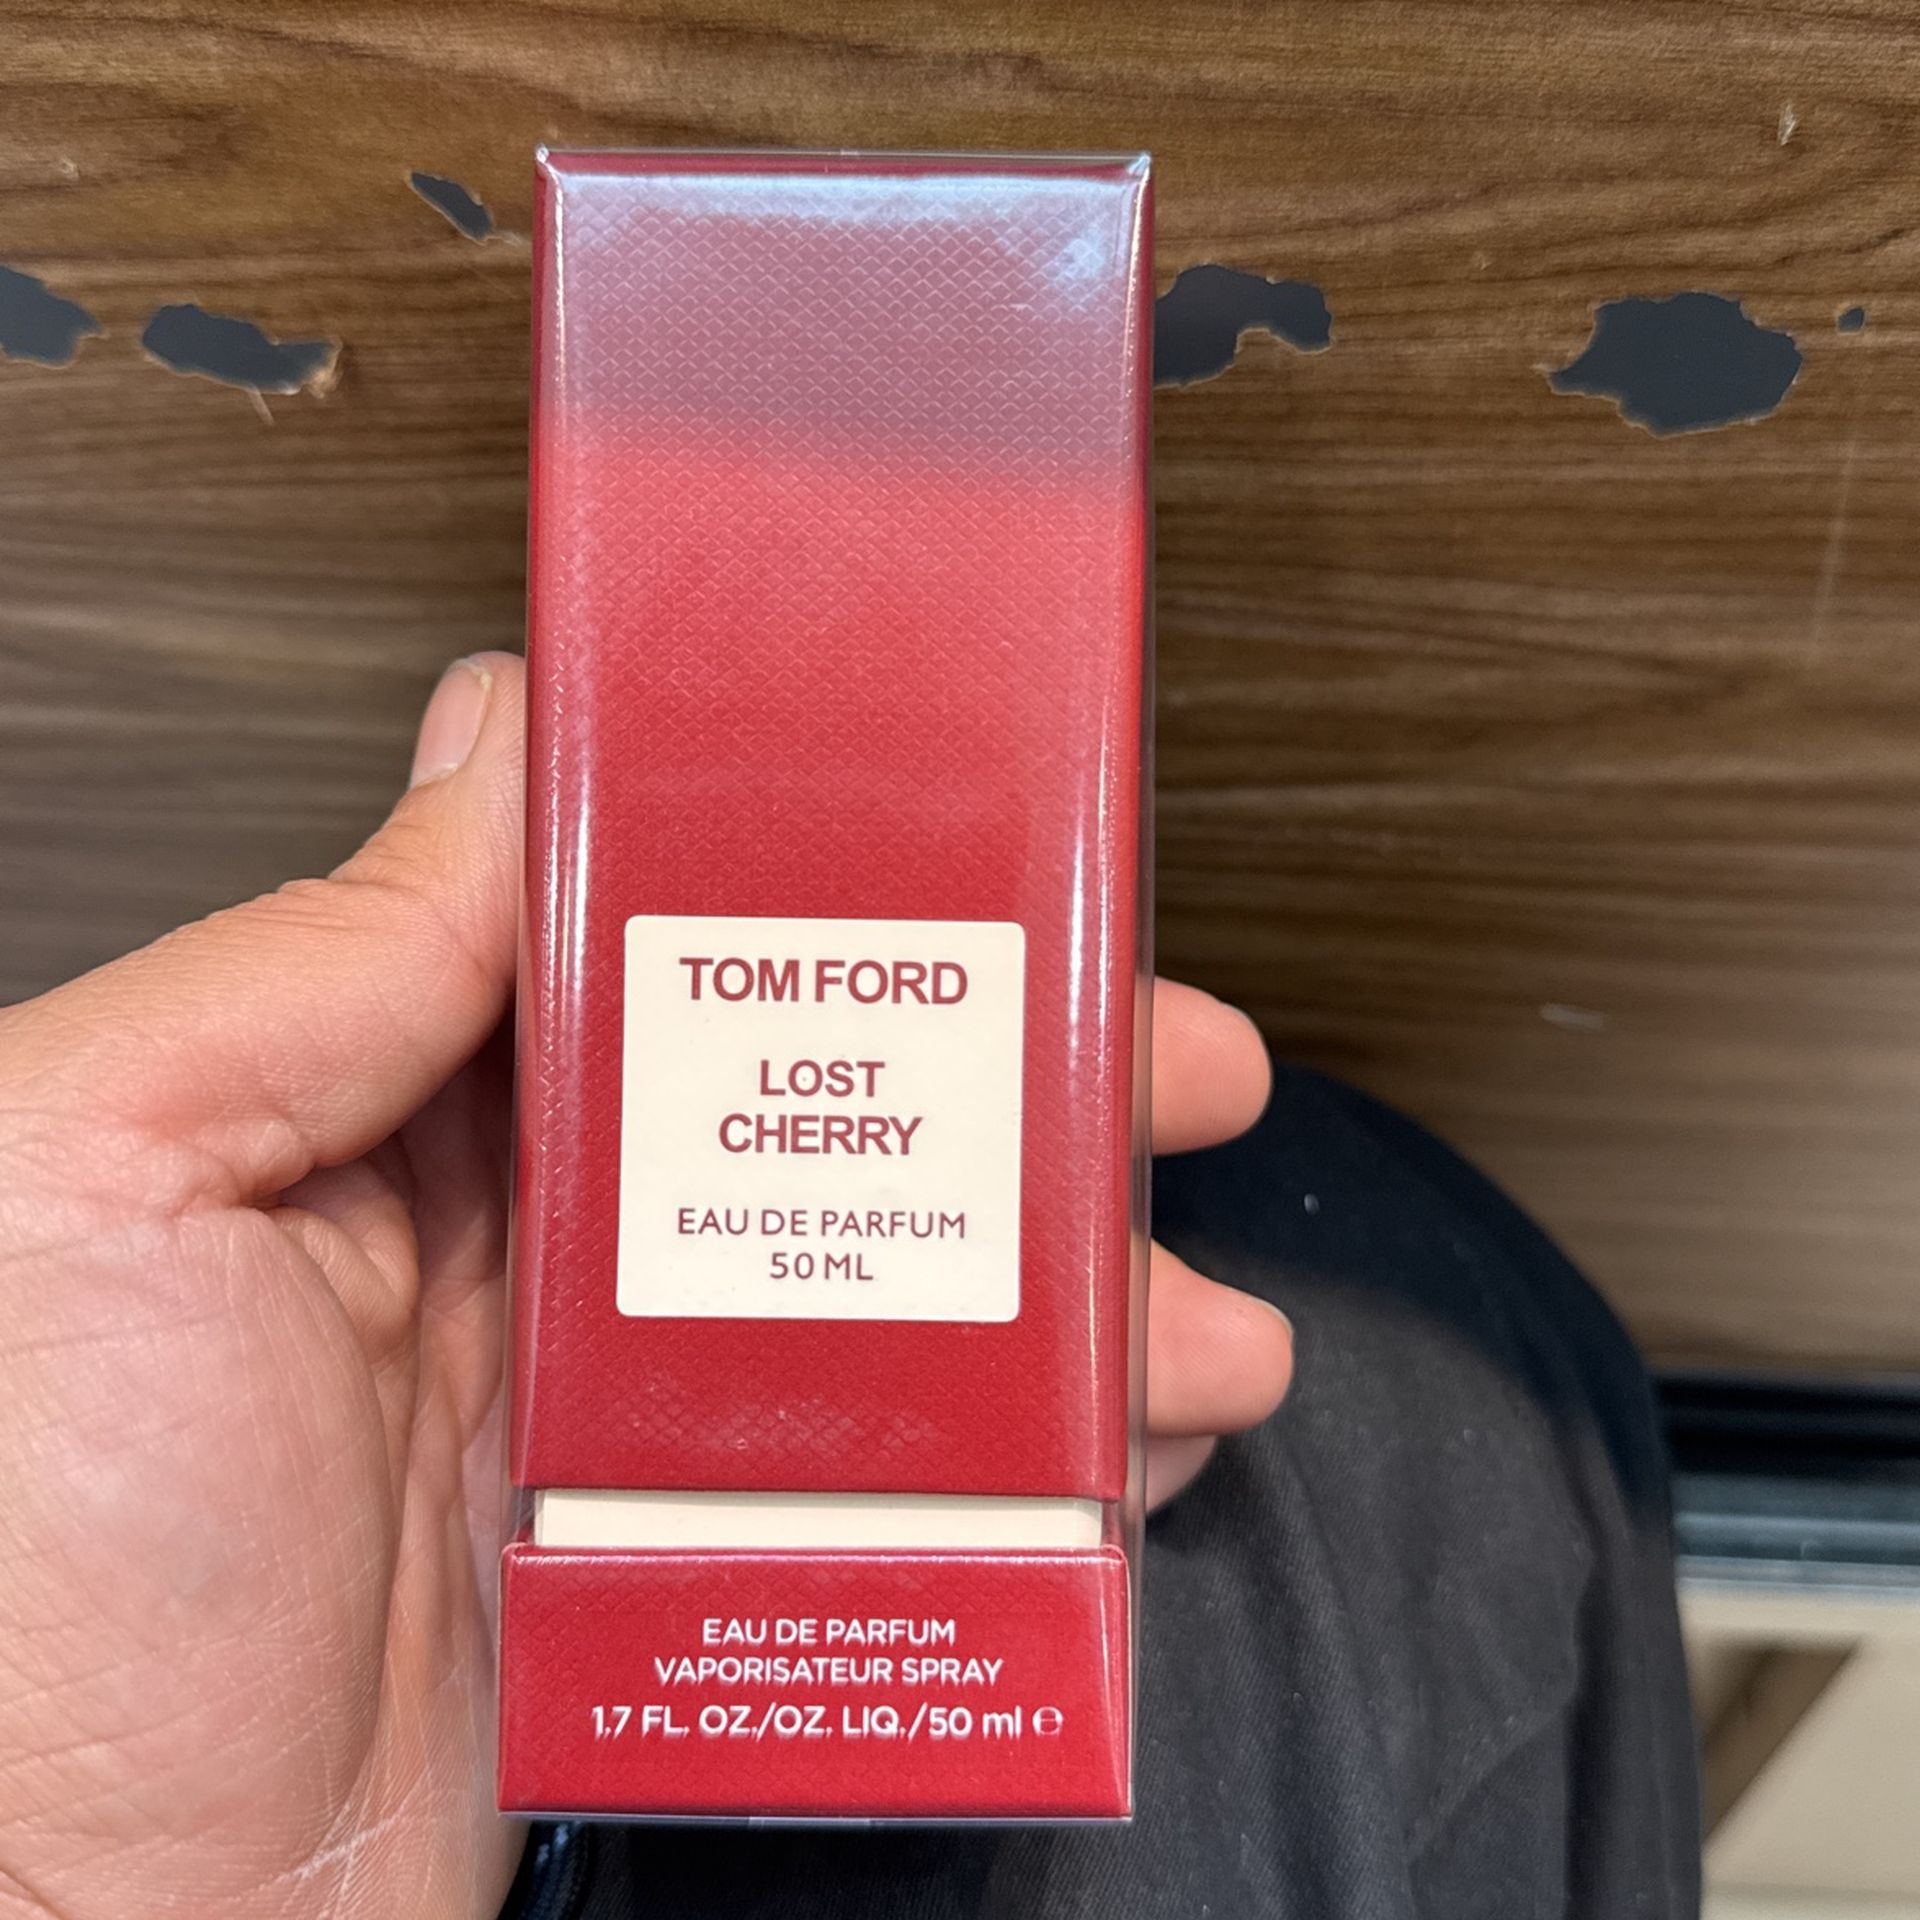 TOM FORD
LOST
CHERRY
EAU DE PARFUM
50 ML
EAU DE PARFUM
VAPORISATEUR SPRAY
1.7 FL. OZ./OZ. LIQ./50 ml ℮